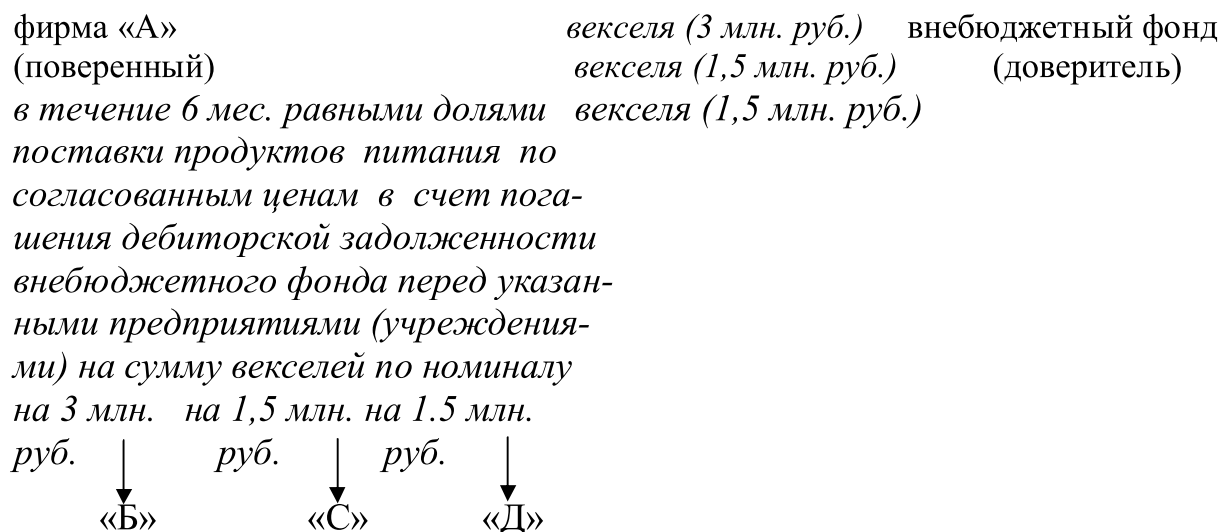 фирма «А» векселя (3 млн. руб.) внебюджетный фонд
(поверенный) векселя (1,5 млн. руб.) (доверитель)
в течение 6 мес. равными долями векселя (1,5 млн. руб.)
поставки продуктов питания по
согласованным ценам в счет пога-
шения дебиторской задолженности
внебюджетного фонда перед указан-
ными предприятиями (учреждения-
ми) на сумму векселей по номиналу
на 3 млн. на 1,5 млн. на 1.5 млн.
руб. руб. руб.
«Б» «С» «Д»